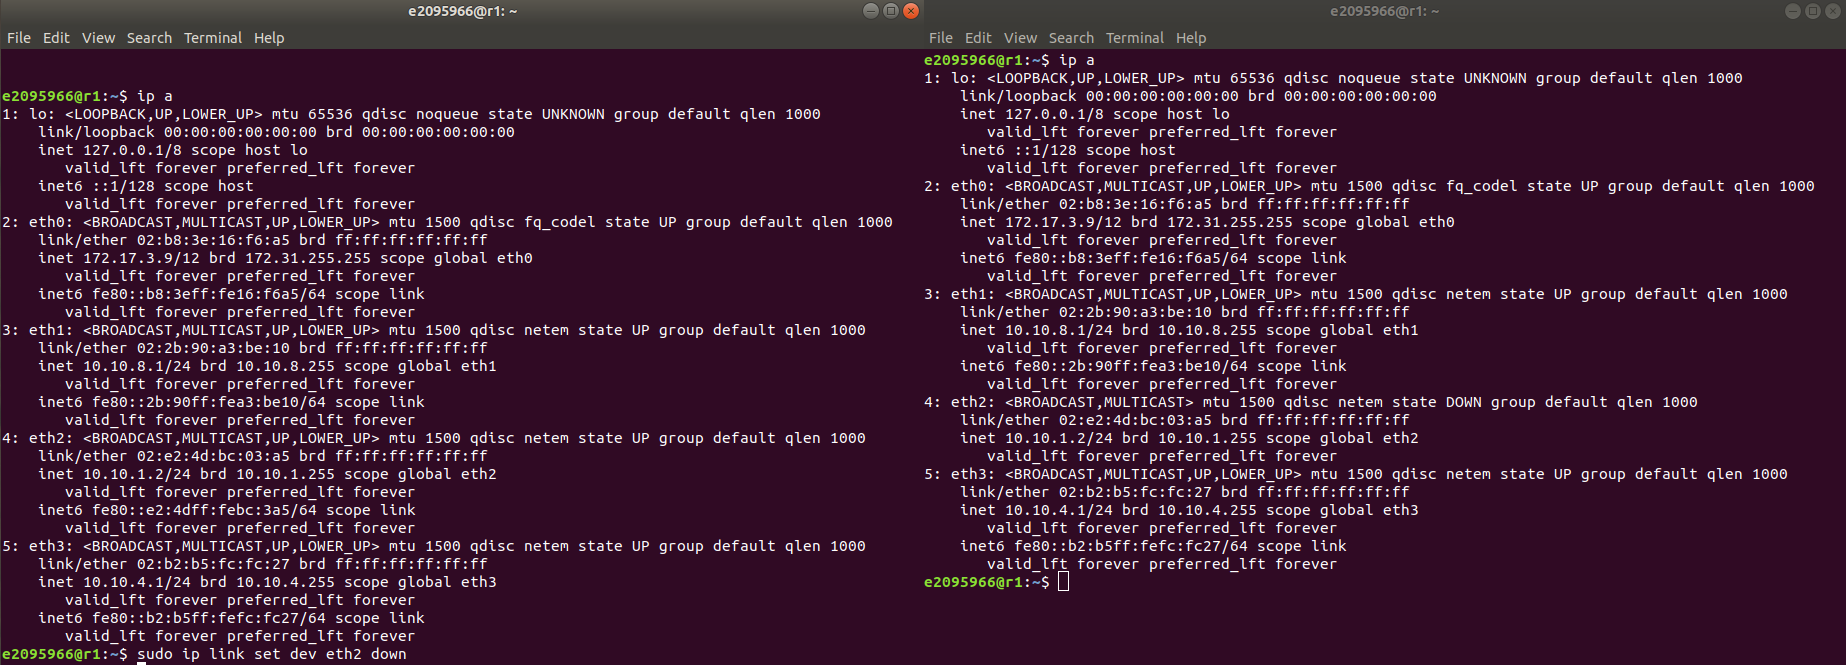 e2095966@r1: ~
File Edit View Search Terminal Help
e2095966@r1:~$ ip a
1: lo: <LOOPBACK,UP,LOWER_UP> mtu 65536 qdisc noqueue state UNKNOWN group default qlen 1000
    link/loopback 00:00:00:00:00:00 brd 00:00:00:00:00:00
    inet 127.0.0.1/8 scope host lo
       valid_lft forever preferred_lft forever
    inet6 ::1/128 scope host
       valid_lft forever preferred_lft forever
2: eth0: <BROADCAST,MULTICAST,UP,LOWER_UP> mtu 1500 qdisc fq_codel state UP group default qlen 1000
    link/ether 02:b8:3e:16:f6:a5 brd ff:ff:ff:ff:ff:ff
    inet 172.17.3.9/12 brd 172.31.255.255 scope global eth0
       valid_lft forever preferred_lft forever
    inet6 fe80::b8:3eff:fe16:f6a5/64 scope link
       valid_lft forever preferred_lft forever
3: eth1: <BROADCAST,MULTICAST,UP,LOWER_UP> mtu 1500 qdisc netem state UP group default qlen 1000
    link/ether 02:2b:90:a3:be:10 brd ff:ff:ff:ff:ff:ff
    inet 10.10.8.1/24 brd 10.10.8.255 scope global eth1
       valid_lft forever preferred_lft forever
    inet6 fe80::2b:90ff:fea3:be10/64 scope link
       valid_lft forever preferred_lft forever
4: eth2: <BROADCAST,MULTICAST,UP,LOWER_UP> mtu 1500 qdisc netem state UP group default qlen 1000
    link/ether 02:e2:4d:bc:03:a5 brd ff:ff:ff:ff:ff:ff
    inet 10.10.1.2/24 brd 10.10.1.255 scope global eth2
       valid_lft forever preferred_lft forever
    inet6 fe80::e2:4dff:febc:3a5/64 scope link
       valid_lft forever preferred_lft forever
5: eth3: <BROADCAST,MULTICAST,UP,LOWER_UP> mtu 1500 qdisc netem state UP group default qlen 1000
    link/ether 02:b2:b5:fc:fc:27 brd ff:ff:ff:ff:ff:ff
    inet 10.10.4.1/24 brd 10.10.4.255 scope global eth3
       valid_lft forever preferred_lft forever
    inet6 fe80::b2:b5ff:fefc:fc27/64 scope link
       valid_lft forever preferred_lft forever
e2095966@r1:~$ sudo ip link set dev eth2 down
e2095966@r1: ~
File Edit View Search Terminal Help
e2095966@r1:~$ ip a
1: lo: <LOOPBACK,UP,LOWER_UP> mtu 65536 qdisc noqueue state UNKNOWN group default qlen 1000
    link/loopback 00:00:00:00:00:00 brd 00:00:00:00:00:00
    inet 127.0.0.1/8 scope host lo
       valid_lft forever preferred_lft forever
    inet6 ::1/128 scope host
       valid_lft forever preferred_lft forever
2: eth0: <BROADCAST,MULTICAST,UP,LOWER_UP> mtu 1500 qdisc fq_codel state UP group default qlen 1000
    link/ether 02:b8:3e:16:f6:a5 brd ff:ff:ff:ff:ff:ff
    inet 172.17.3.9/12 brd 172.31.255.255 scope global eth0
       valid_lft forever preferred_lft forever
    inet6 fe80::b8:3eff:fe16:f6a5/64 scope link
       valid_lft forever preferred_lft forever
3: eth1: <BROADCAST,MULTICAST,UP,LOWER_UP> mtu 1500 qdisc netem state UP group default qlen 1000
    link/ether 02:2b:90:a3:be:10 brd ff:ff:ff:ff:ff:ff
    inet 10.10.8.1/24 brd 10.10.8.255 scope global eth1
       valid_lft forever preferred_lft forever
    inet6 fe80::2b:90ff:fea3:be10/64 scope link
       valid_lft forever preferred_lft forever
4: eth2: <BROADCAST,MULTICAST> mtu 1500 qdisc netem state DOWN group default qlen 1000
    link/ether 02:e2:4d:bc:03:a5 brd ff:ff:ff:ff:ff:ff
    inet 10.10.1.2/24 brd 10.10.1.255 scope global eth2
       valid_lft forever preferred_lft forever
5: eth3: <BROADCAST,MULTICAST,UP,LOWER_UP> mtu 1500 qdisc netem state UP group default qlen 1000
    link/ether 02:b2:b5:fc:fc:27 brd ff:ff:ff:ff:ff:ff
    inet 10.10.4.1/24 brd 10.10.4.255 scope global eth3
       valid_lft forever preferred_lft forever
    inet6 fe80::b2:b5ff:fefc:fc27/64 scope link
       valid_lft forever preferred_lft forever
e2095966@r1:~$